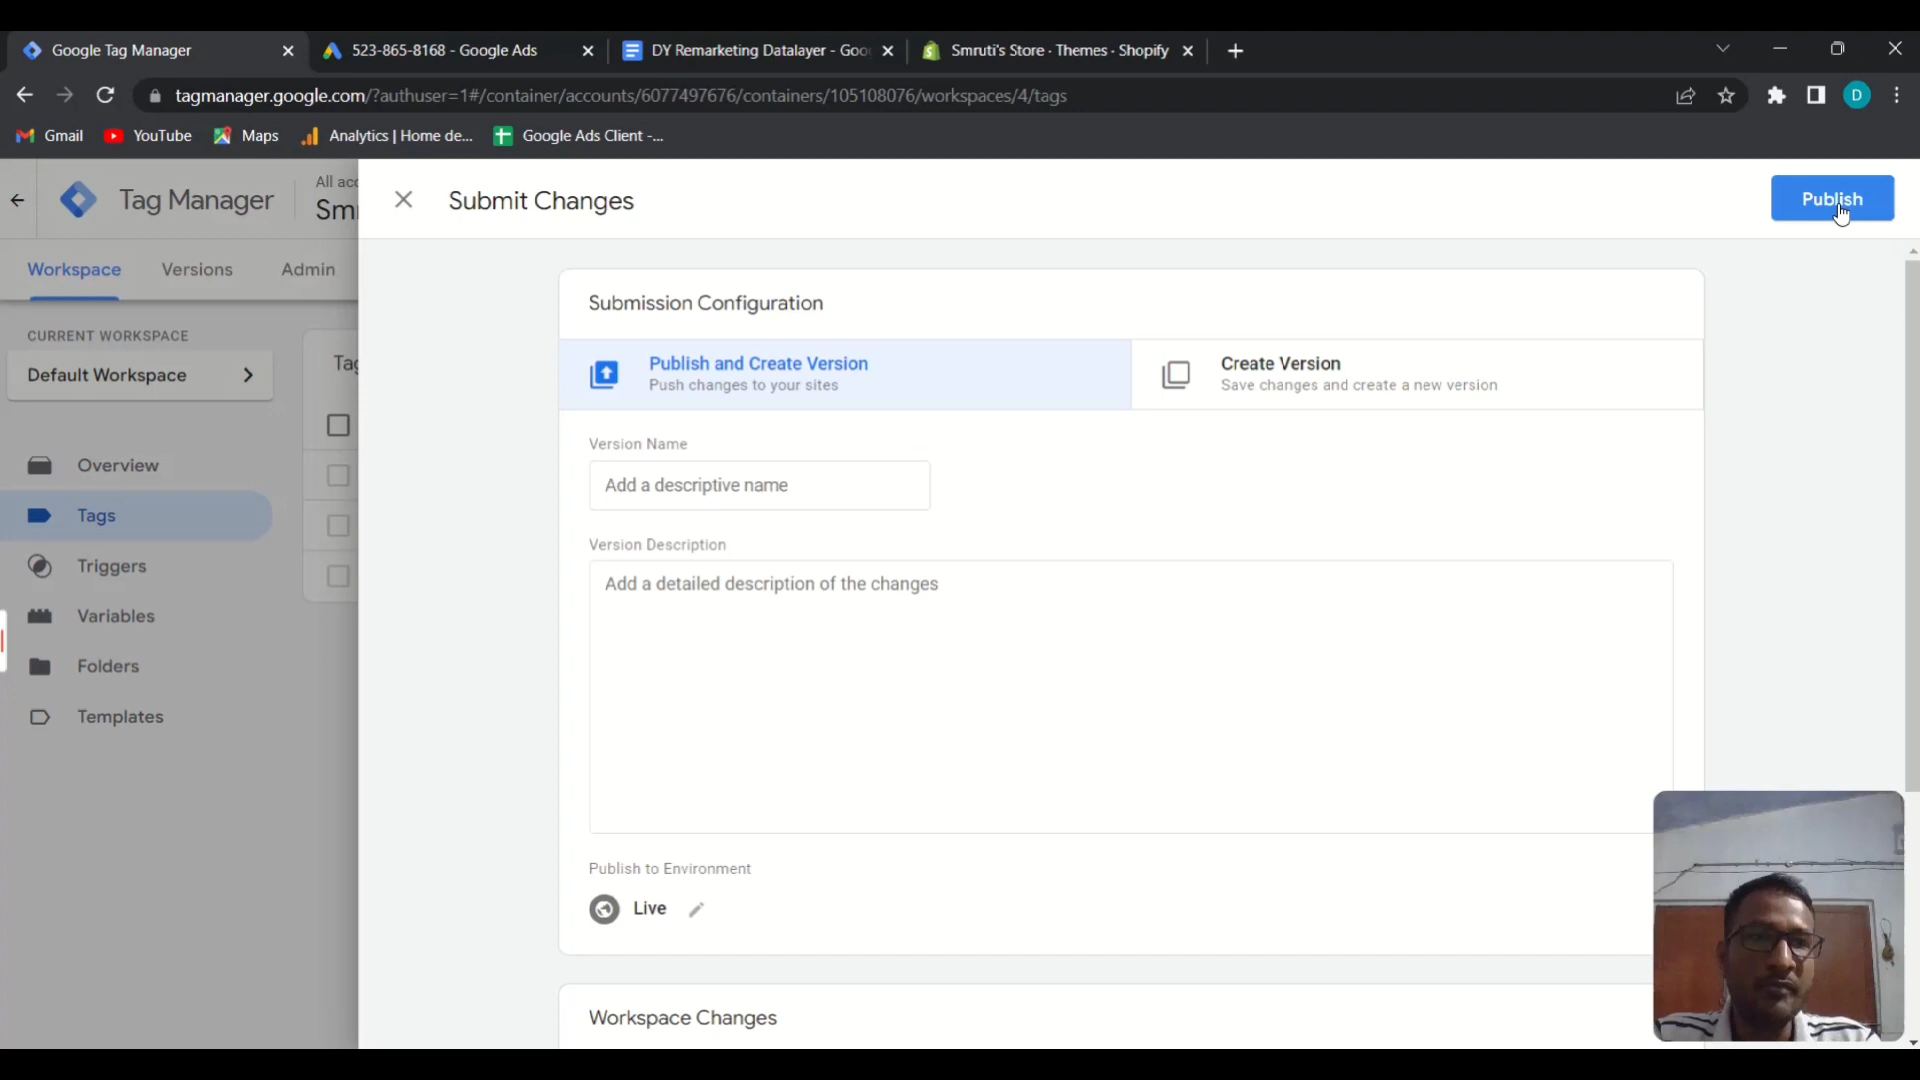 Google Tag Manager
523-865-8168 - Google Ads
DY Remarketing Datalayer - Goo
Smruti's Store · Themes · Shopify
tagmanager.google.com/?authuser=1#/container/accounts/6077497676/containers/105108076/workspaces/4/tags
D
Gmail
YouTube
Maps
Analytics | Home de...
Google Ads Client -...
Tag Manager
All acc
Smr
Submit Changes
Publish
Workspace
Versions
Admin
CURRENT WORKSPACE
Default Workspace
Tag
Overview
Tags
Triggers
Variables
Folders
Templates
Submission Configuration
Publish and Create Version
Push changes to your sites
Create Version
Save changes and create a new version
Version Name
Add a descriptive name
Version Description
Add a detailed description of the changes
Publish to Environment
Live
Workspace Changes